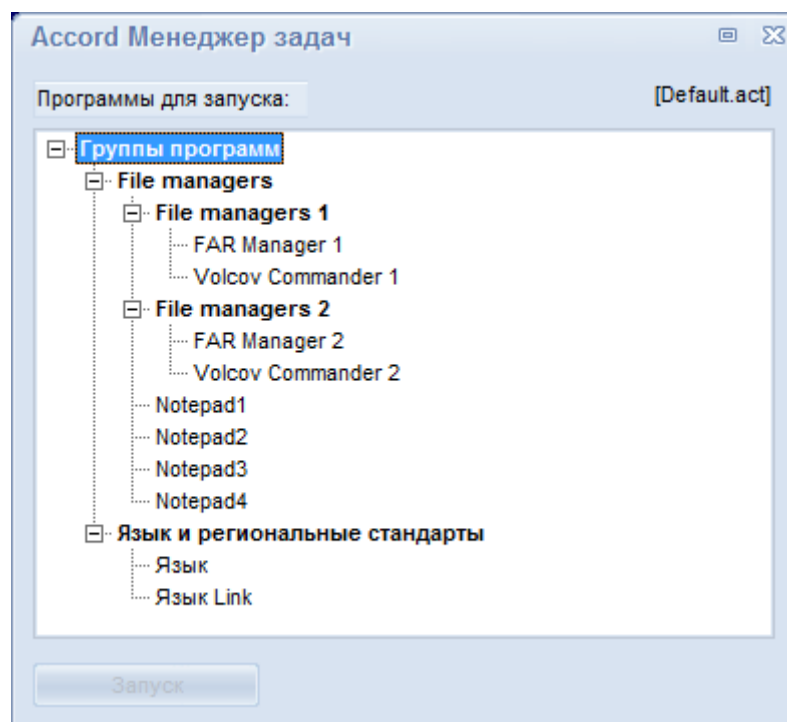 Accord Менеджер задач
Программы для запуска: [Default.act]
Группы программ
File managers
File managers 1
FAR Manager 1
Volcov Commander 1
File managers 2
FAR Manager 2
Volcov Commander 2
Notepad1
Notepad2
Notepad3
Notepad4
Язык и региональные стандарты
Язык
Язык Link
Запуск